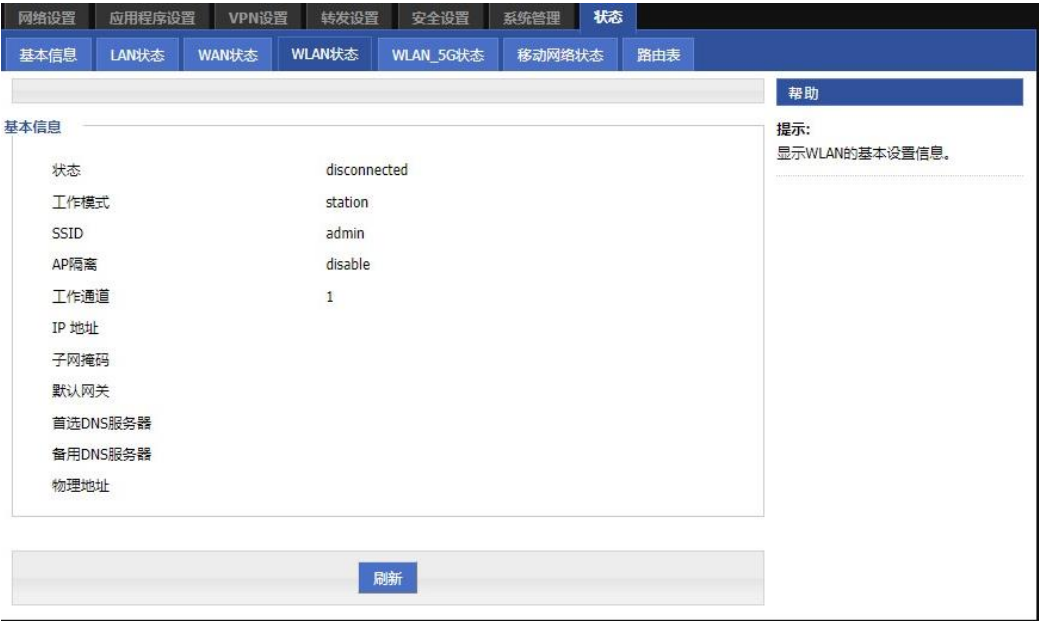 网络设置 应用程序设置 VPN设置 转发设置 安全设置 系统管理 状态
基本信息 LAN状态 WAN状态 WLAN状态 WLAN_5G状态 移动网络状态 路由表
帮助
提示:
显示WLAN的基本设置信息。
基本信息
状态 disconnected
工作模式 station
SSID admin
AP隔离 disable
工作通道 1
IP 地址
子网掩码
默认网关
首选DNS服务器
备用DNS服务器
物理地址
刷新